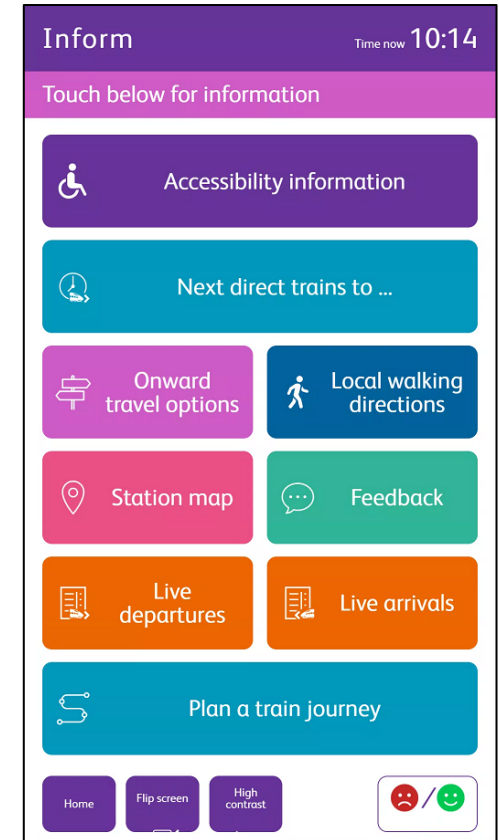 Inform
Time now 10:14
Touch below for information
Accessibility information
Next direct trains to ...
Onward
travel options
Local walking
directions
Station map
Feedback
Live
departures
Live arrivals
Plan a train journey
Home
Flip screen
High
contrast
/